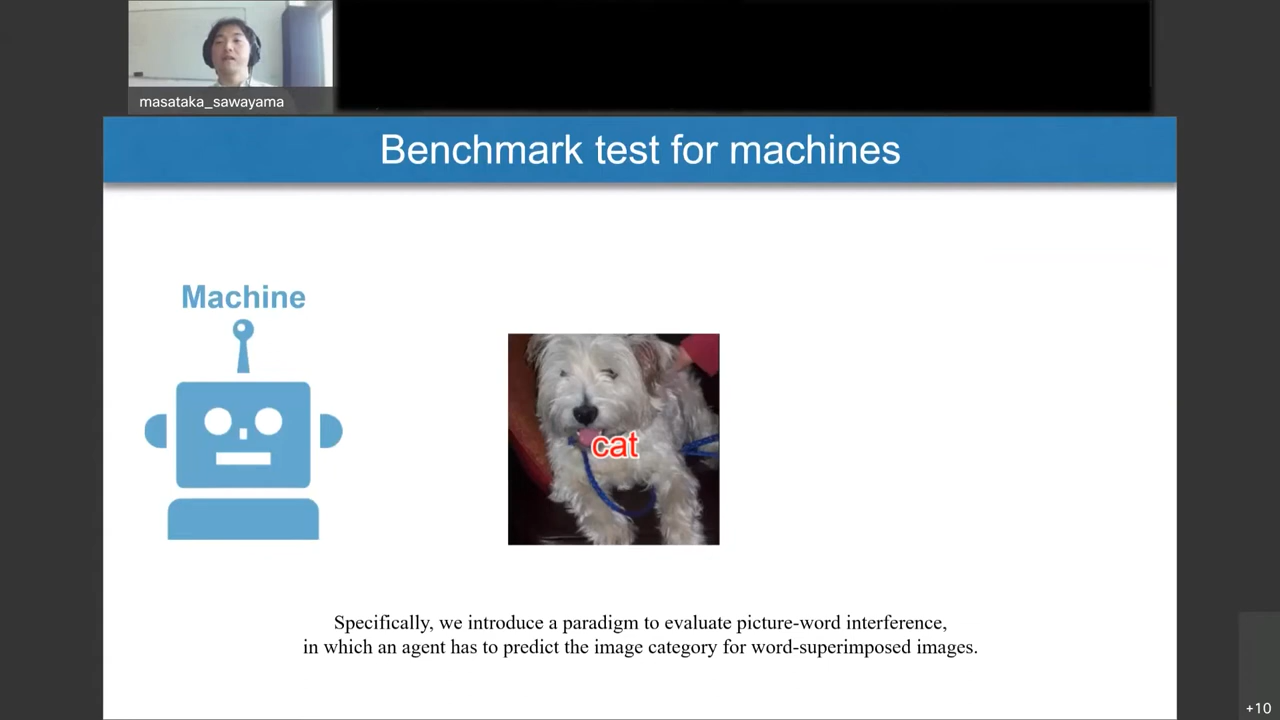 masataka_sawayama
Benchmark test for machines
Machine
cat
Specifically, we introduce a paradigm to evaluate picture-word interference,
in which an agent has to predict the image category for word-superimposed images.
+10